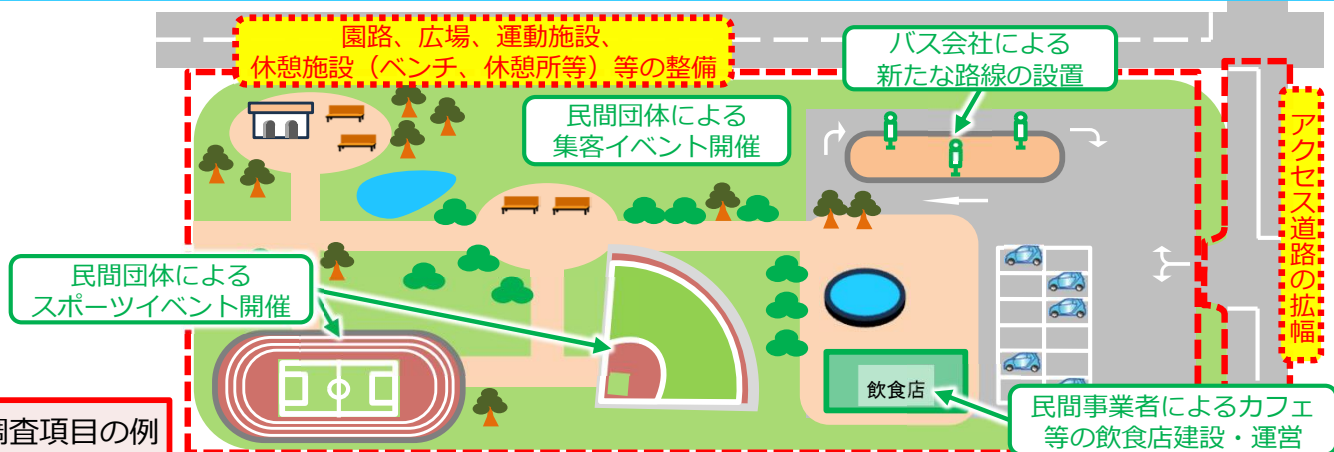 園路、広場、運動施設、
休憩施設（ベンチ、休憩所等）等の整備
バス会社による
新たな路線の設置
民間団体による
集客イベント開催
アクセス道路の拡幅
民間団体による
スポーツイベント開催
飲食店
民間事業者によるカフェ
等の飲食店建設・運営
調査項目の例